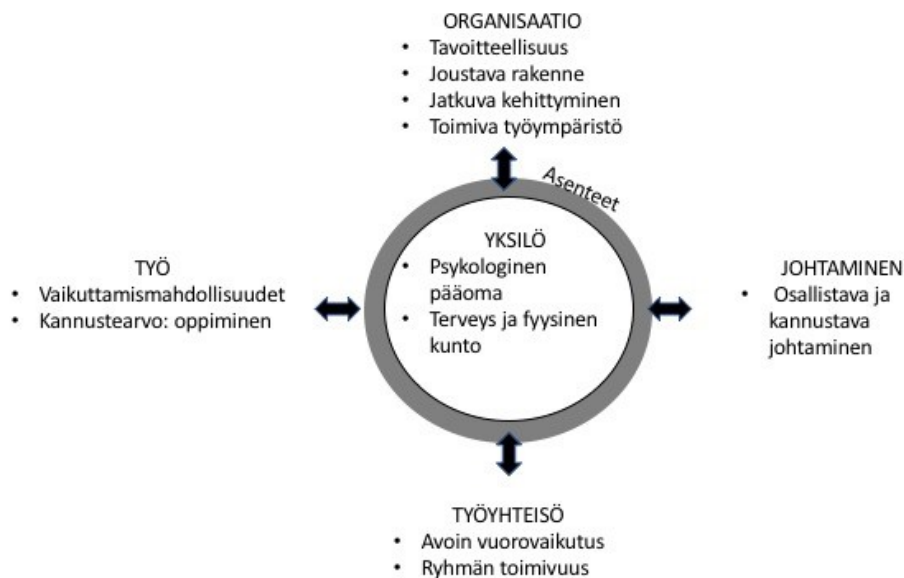 ORGANISAATIO
• Tavoitteellisuus
• Joustava rakenne
• Jatkuva kehittyminen
• Toimiva työympäristö
Asenteet
YKSILÖ
• Psykologinen
pääoma
• Terveys ja fyysinen
kunto
TYÖ
• Vaikuttamismahdollisuudet
• Kannustearvo: oppiminen
JOHTAMINEN
• Osallistava ja
kannustava
johtaminen
TYÖYHTEISÖ
• Avoin vuorovaikutus
• Ryhmän toimivuus